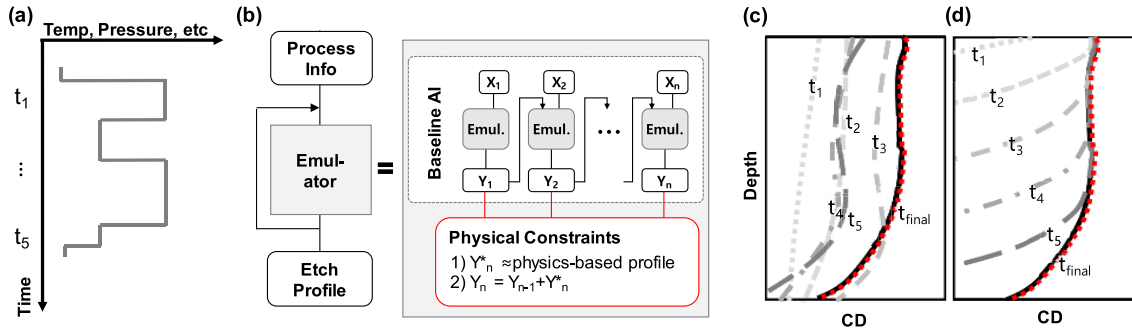 (a)
Temp, Pressure, etc
t1
...
t5
Time
(b)
Process
Info
Emul-
ator
Etch
Profile
=
Baseline AI
X1
X2
Xn
Emul.
Emul.
...
Emul.
Y1
Y2
Yn
Physical Constraints
1) Y*n ≈physics-based profile
2) Yn = Yn-1+Y*n
(c)
Depth
t1
t2
t3
t4
t5
tfinal
CD
(d)
t1
t2
t3
t4
t5
tfinal
CD